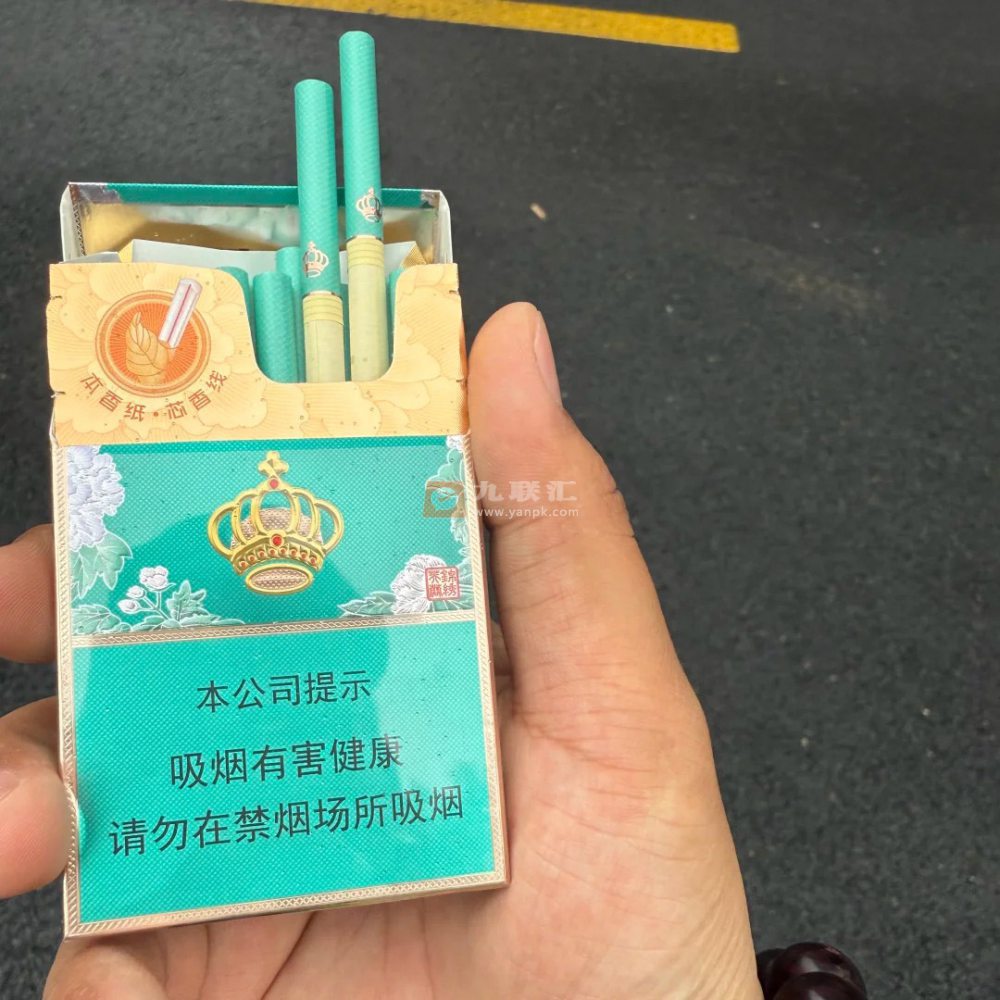 本香纸·芯香线
九联汇
www.yanpk.com
本公司提示
吸烟有害健康
请勿在禁烟场所吸烟